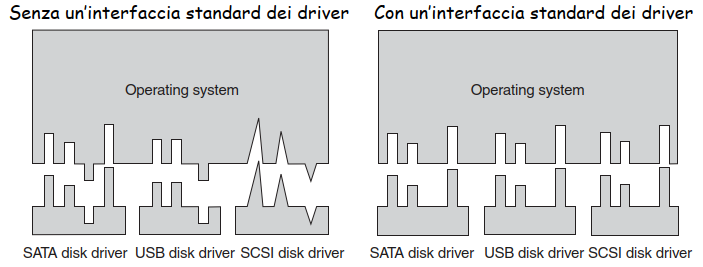 Senza un'interfaccia standard dei driver
Con un'interfaccia standard dei driver
Operating system
Operating system
SATA disk driver USB disk driver SCSI disk driver
SATA disk driver USB disk driver SCSI disk driver